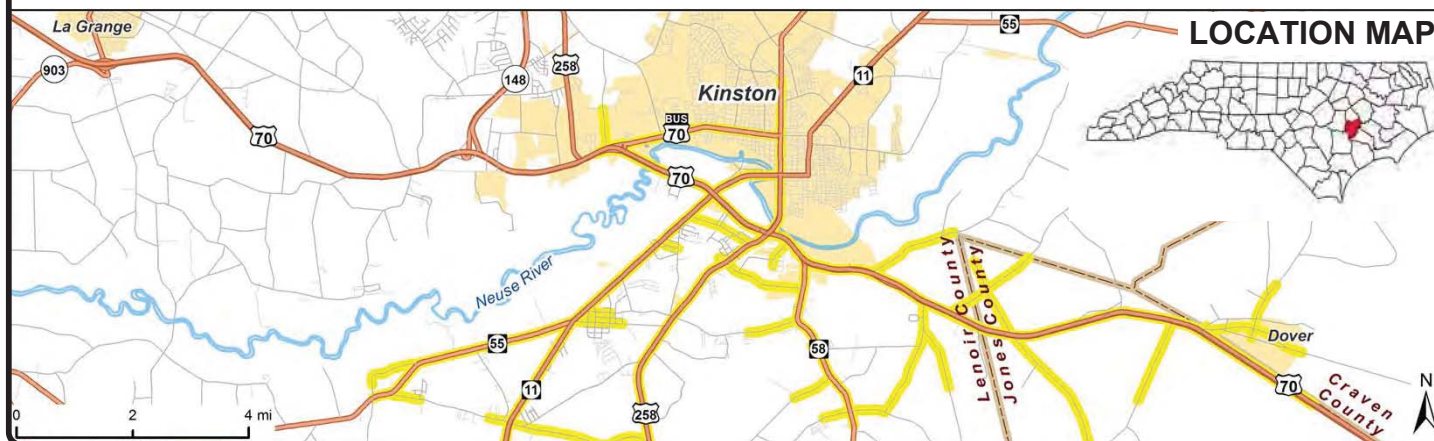 La Grange
55
LOCATION MAP
903
258
148
11
Kinston
BUS
70
70
70
Neuse River
Lenoir County
Jones County
55
58
Dover
11
258
70
Craven
County
N
0 2 4 mi